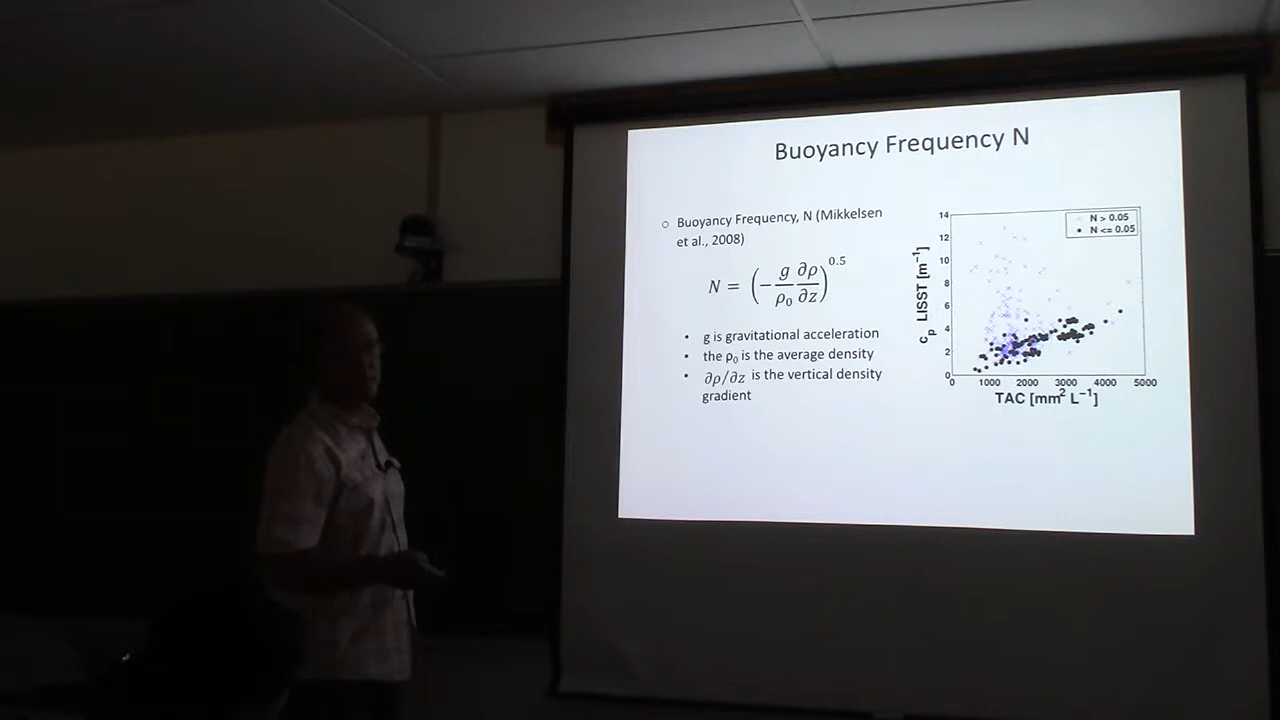 Buoyancy Frequency N
Buoyancy Frequency, N (Mikkelsen
et al., 2008)
N = (−g/ρ₀ ∂ρ/∂z)^0.5
• g is gravitational acceleration
• the ρ₀ is the average density
• ∂ρ/∂z is the vertical density
gradient
N > 0.05
N <= 0.05
14
12
10
8
6
4
2
0
cₚ LISST [m⁻¹]
0 1000 2000 3000 4000 5000
TAC [mm² L⁻¹]